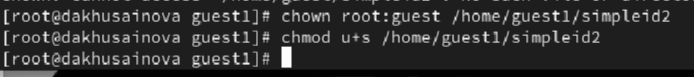 [root@dakhusainova guest1]# chown root:guest /home/guest1/simpleid2
[root@dakhusainova guest1]# chmod u+s /home/guest1/simpleid2
[root@dakhusainova guest1]#